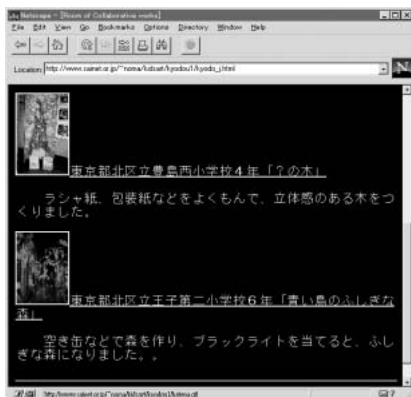 Netscape - [Room of Collaborative works]
File Edit View Go Bookmarks Options Directory Window Help
Location: http://www.sainet.or.jp/~noma/kidsart/kyodou1/kyodo_j.html
N
東京都北区立豊島西小学校4年「?の木」
ラシャ紙、包装紙などをよくもんで、立体感のある木をつ
くりました。
東京都北区立王子第二小学校6年「青い鳥のふしぎな
森」
空き缶などで森を作り、ブラックライトを当てると、ふし
ぎな森になりました。。